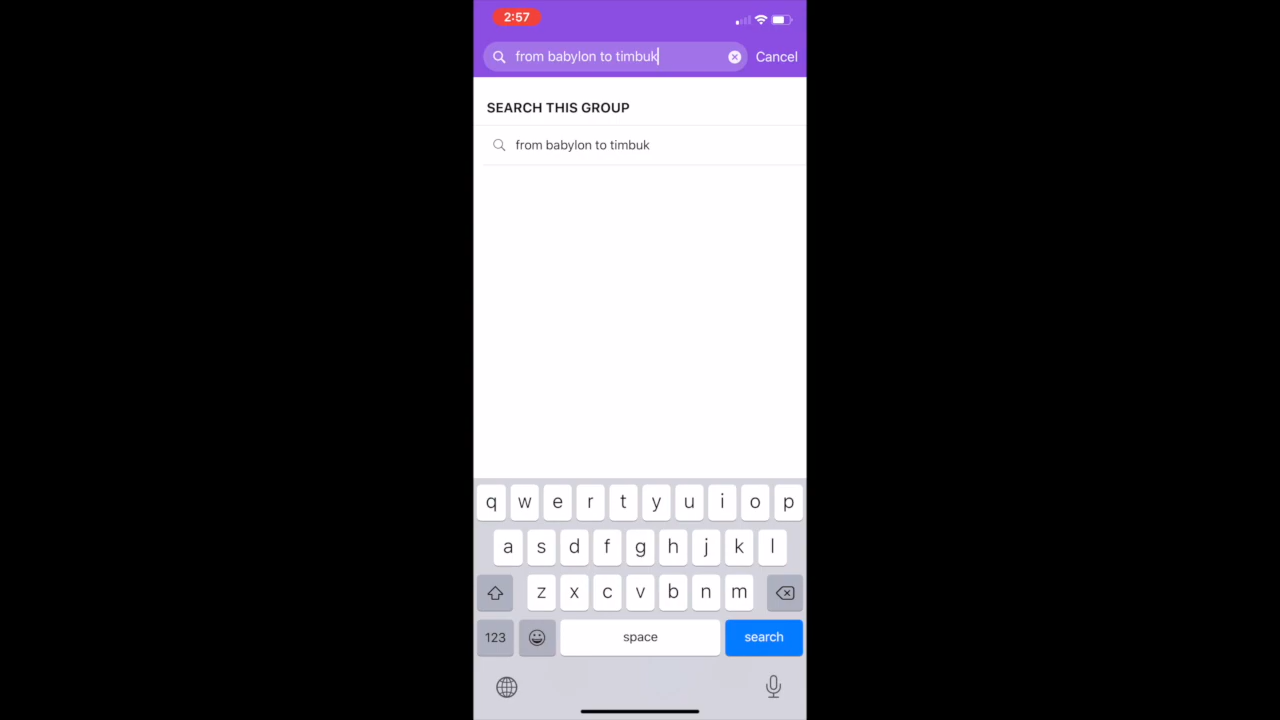 2:57
from babylon to timbuk Cancel
SEARCH THIS GROUP
from babylon to timbuk
q w e r t y u i o p
a s d f g h j k l
z x c v b n m
123 space search